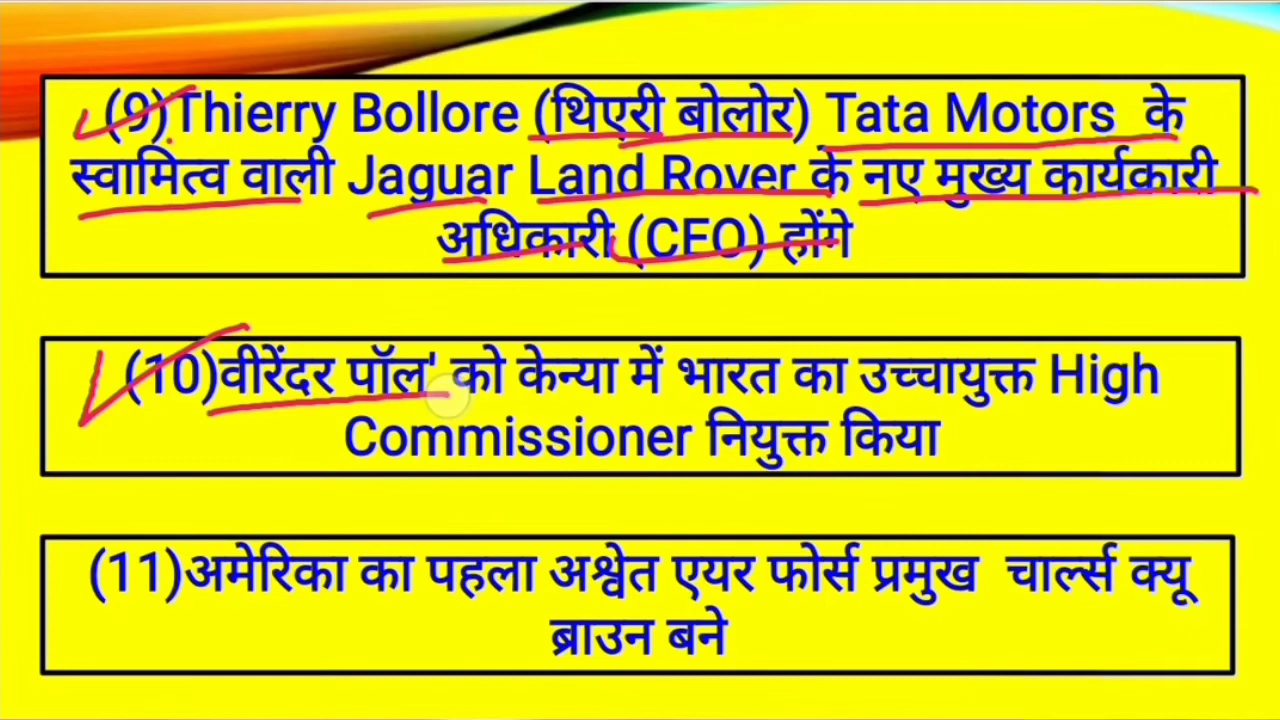 (9)Thierry Bollore (थिएरी बोलोर) Tata Motors के
स्वामित्व वाली Jaguar Land Rover के नए मुख्य कार्यकारी
अधिकारी (CEO) होंगे
(10)वीरेंदर पॉल' को केन्या में भारत का उच्चायुक्त High
Commissioner नियुक्त किया
(11)अमेरिका का पहला अश्वेत एयर फोर्स प्रमुख चार्ल्स क्यू
ब्राउन बने